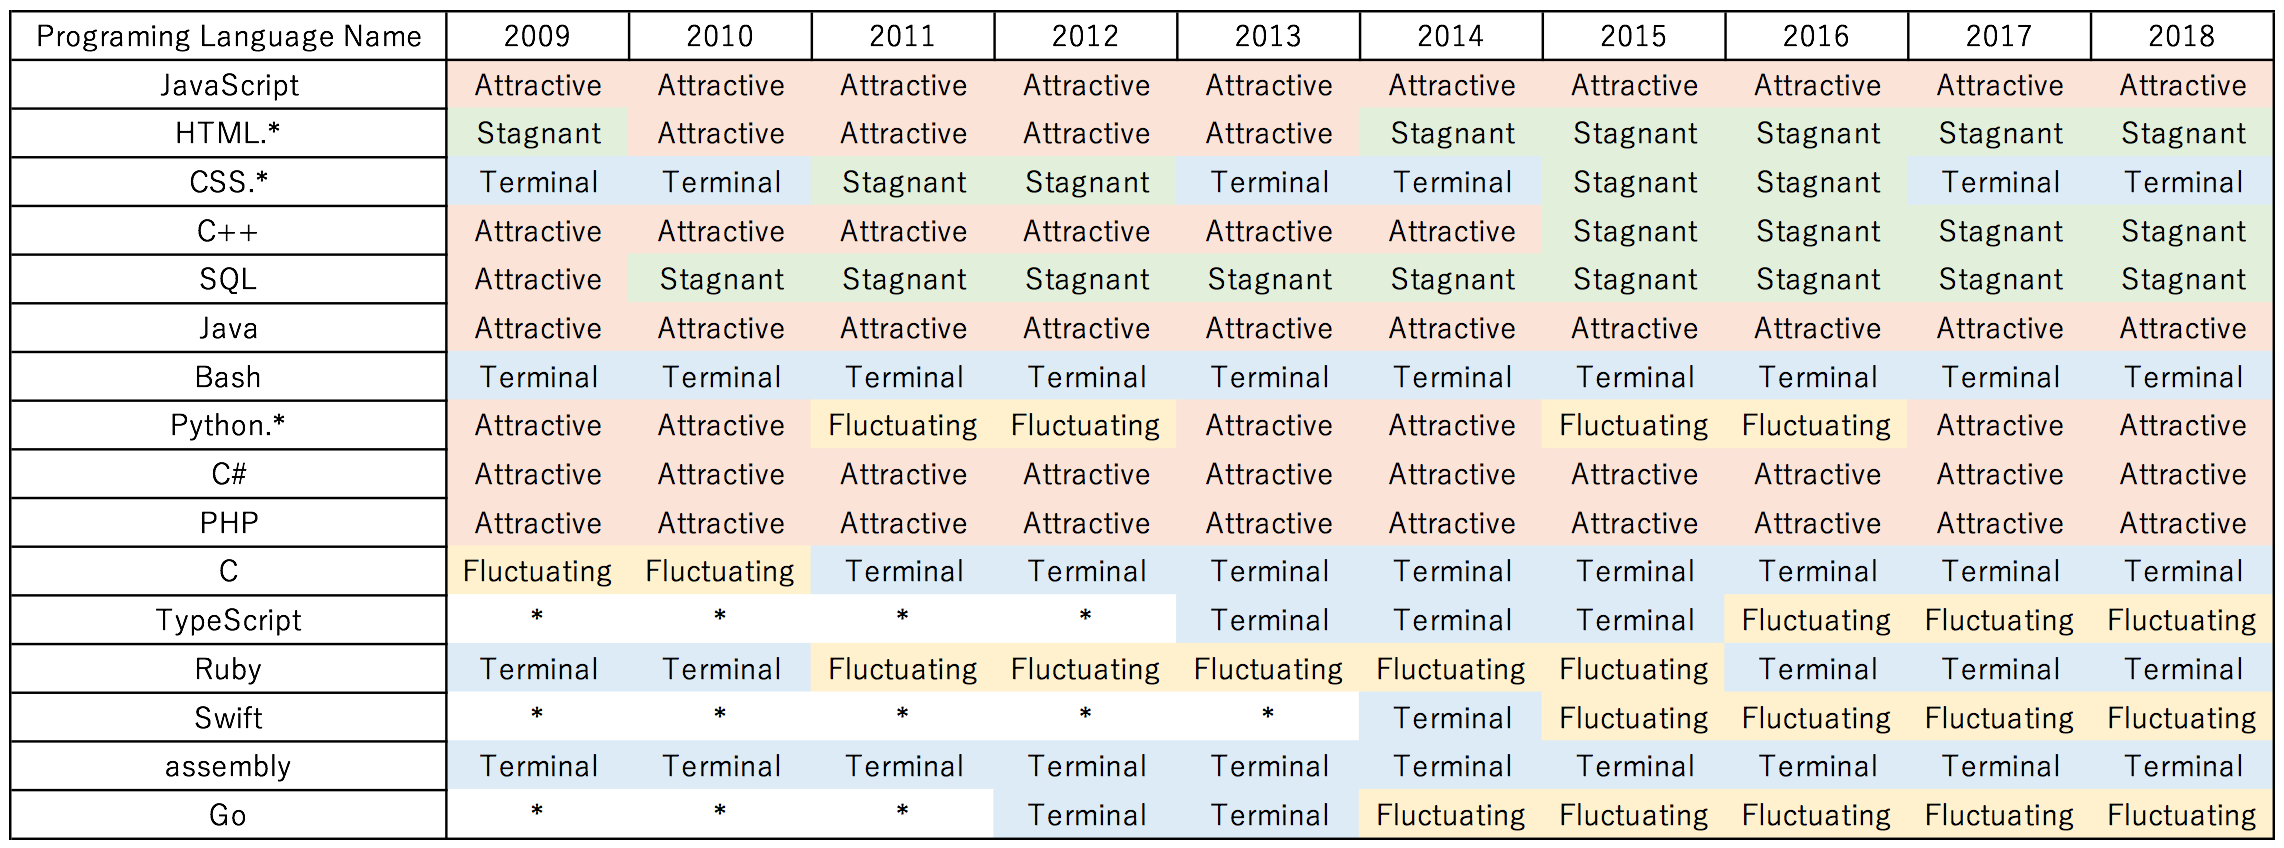 Programing Language Name 2009 2010 2011 2012 2013 2014 2015 2016 2017 2018
JavaScript Attractive Attractive Attractive Attractive Attractive Attractive Attractive Attractive Attractive Attractive
HTML.* Stagnant Attractive Attractive Attractive Attractive Stagnant Stagnant Stagnant Stagnant Stagnant
CSS.* Terminal Terminal Stagnant Stagnant Terminal Terminal Stagnant Stagnant Terminal Terminal
C++ Attractive Attractive Attractive Attractive Attractive Attractive Stagnant Stagnant Stagnant Stagnant
SQL Attractive Stagnant Stagnant Stagnant Stagnant Stagnant Stagnant Stagnant Stagnant Stagnant
Java Attractive Attractive Attractive Attractive Attractive Attractive Attractive Attractive Attractive Attractive
Bash Terminal Terminal Terminal Terminal Terminal Terminal Terminal Terminal Terminal Terminal
Python.* Attractive Attractive Fluctuating Fluctuating Attractive Attractive Fluctuating Fluctuating Attractive Attractive
C# Attractive Attractive Attractive Attractive Attractive Attractive Attractive Attractive Attractive Attractive
PHP Attractive Attractive Attractive Attractive Attractive Attractive Attractive Attractive Attractive Attractive
C Fluctuating Fluctuating Terminal Terminal Terminal Terminal Terminal Terminal Terminal Terminal
TypeScript * * * * Terminal Terminal Terminal Fluctuating Fluctuating Fluctuating
Ruby Terminal Terminal Fluctuating Fluctuating Fluctuating Fluctuating Fluctuating Terminal Terminal Terminal
Swift * * * * * Terminal Fluctuating Fluctuating Fluctuating Fluctuating
assembly Terminal Terminal Terminal Terminal Terminal Terminal Terminal Terminal Terminal Terminal
Go * * * Terminal Terminal Fluctuating Fluctuating Fluctuating Fluctuating Fluctuating